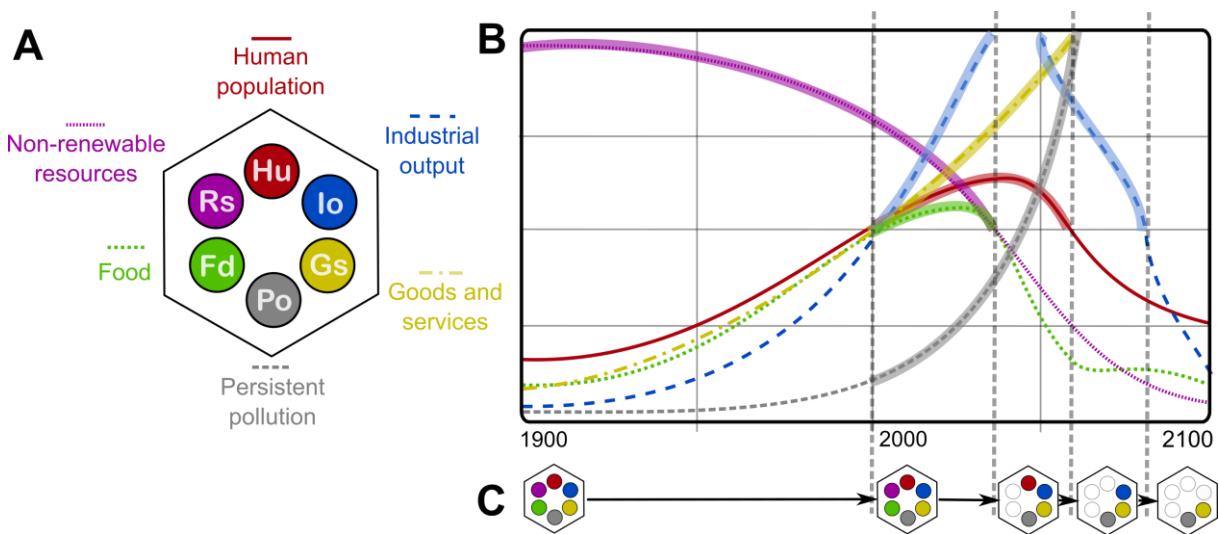 A
Human
population
Non-renewable
resources
Industrial
output
Hu
Rs
Io
Food
Fd
Gs
Po
Goods and
services
Persistent
pollution
B
1900
2000
2100
C